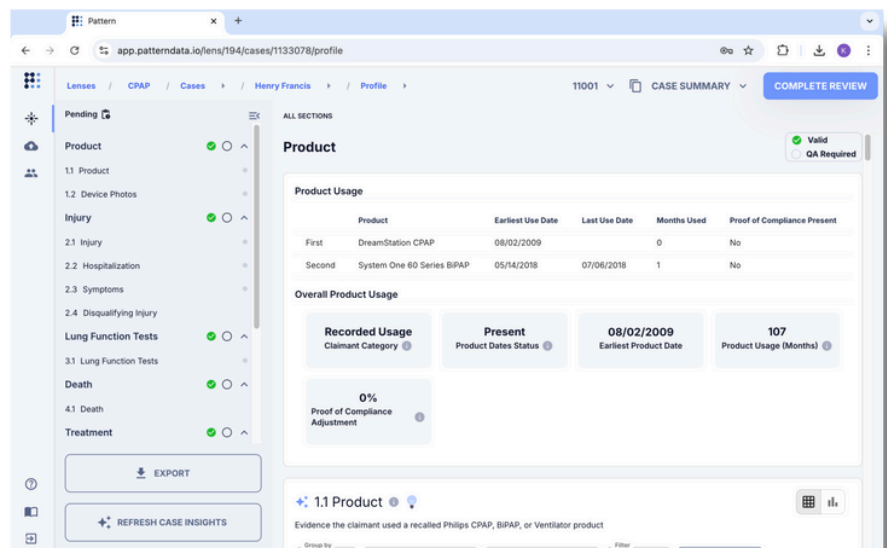 Pattern
app.patterndata.io/lens/194/cases/1133078/profile
K
Lenses / CPAP / Cases / Henry Francis / Profile
11001 CASE SUMMARY COMPLETE REVIEW
Pending
Product
1.1 Product
1.2 Device Photos
Injury
2.1 Injury
2.2 Hospitalization
2.3 Symptoms
2.4 Disqualifying Injury
Lung Function Tests
3.1 Lung Function Tests
Death
4.1 Death
Treatment
EXPORT
REFRESH CASE INSIGHTS
ALL SECTIONS
Product
Valid
QA Required
Product Usage
Product Earliest Use Date Last Use Date Months Used Proof of Compliance Present
First DreamStation CPAP 08/02/2009 0 No
Second System One 60 Series BiPAP 05/14/2018 07/06/2018 1 No
Overall Product Usage
Recorded Usage
Claimant Category
Present
Product Dates Status
08/02/2009
Earliest Product Date
107
Product Usage (Months)
0%
Proof of Compliance
Adjustment
1.1 Product
Evidence the claimant used a recalled Philips CPAP, BiPAP, or Ventilator product
Group by
Filter